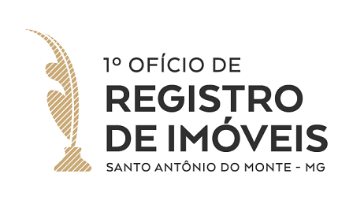 1º OFÍCIO DE
REGISTRO
DE IMÓVEIS
SANTO ANTÔNIO DO MONTE - MG